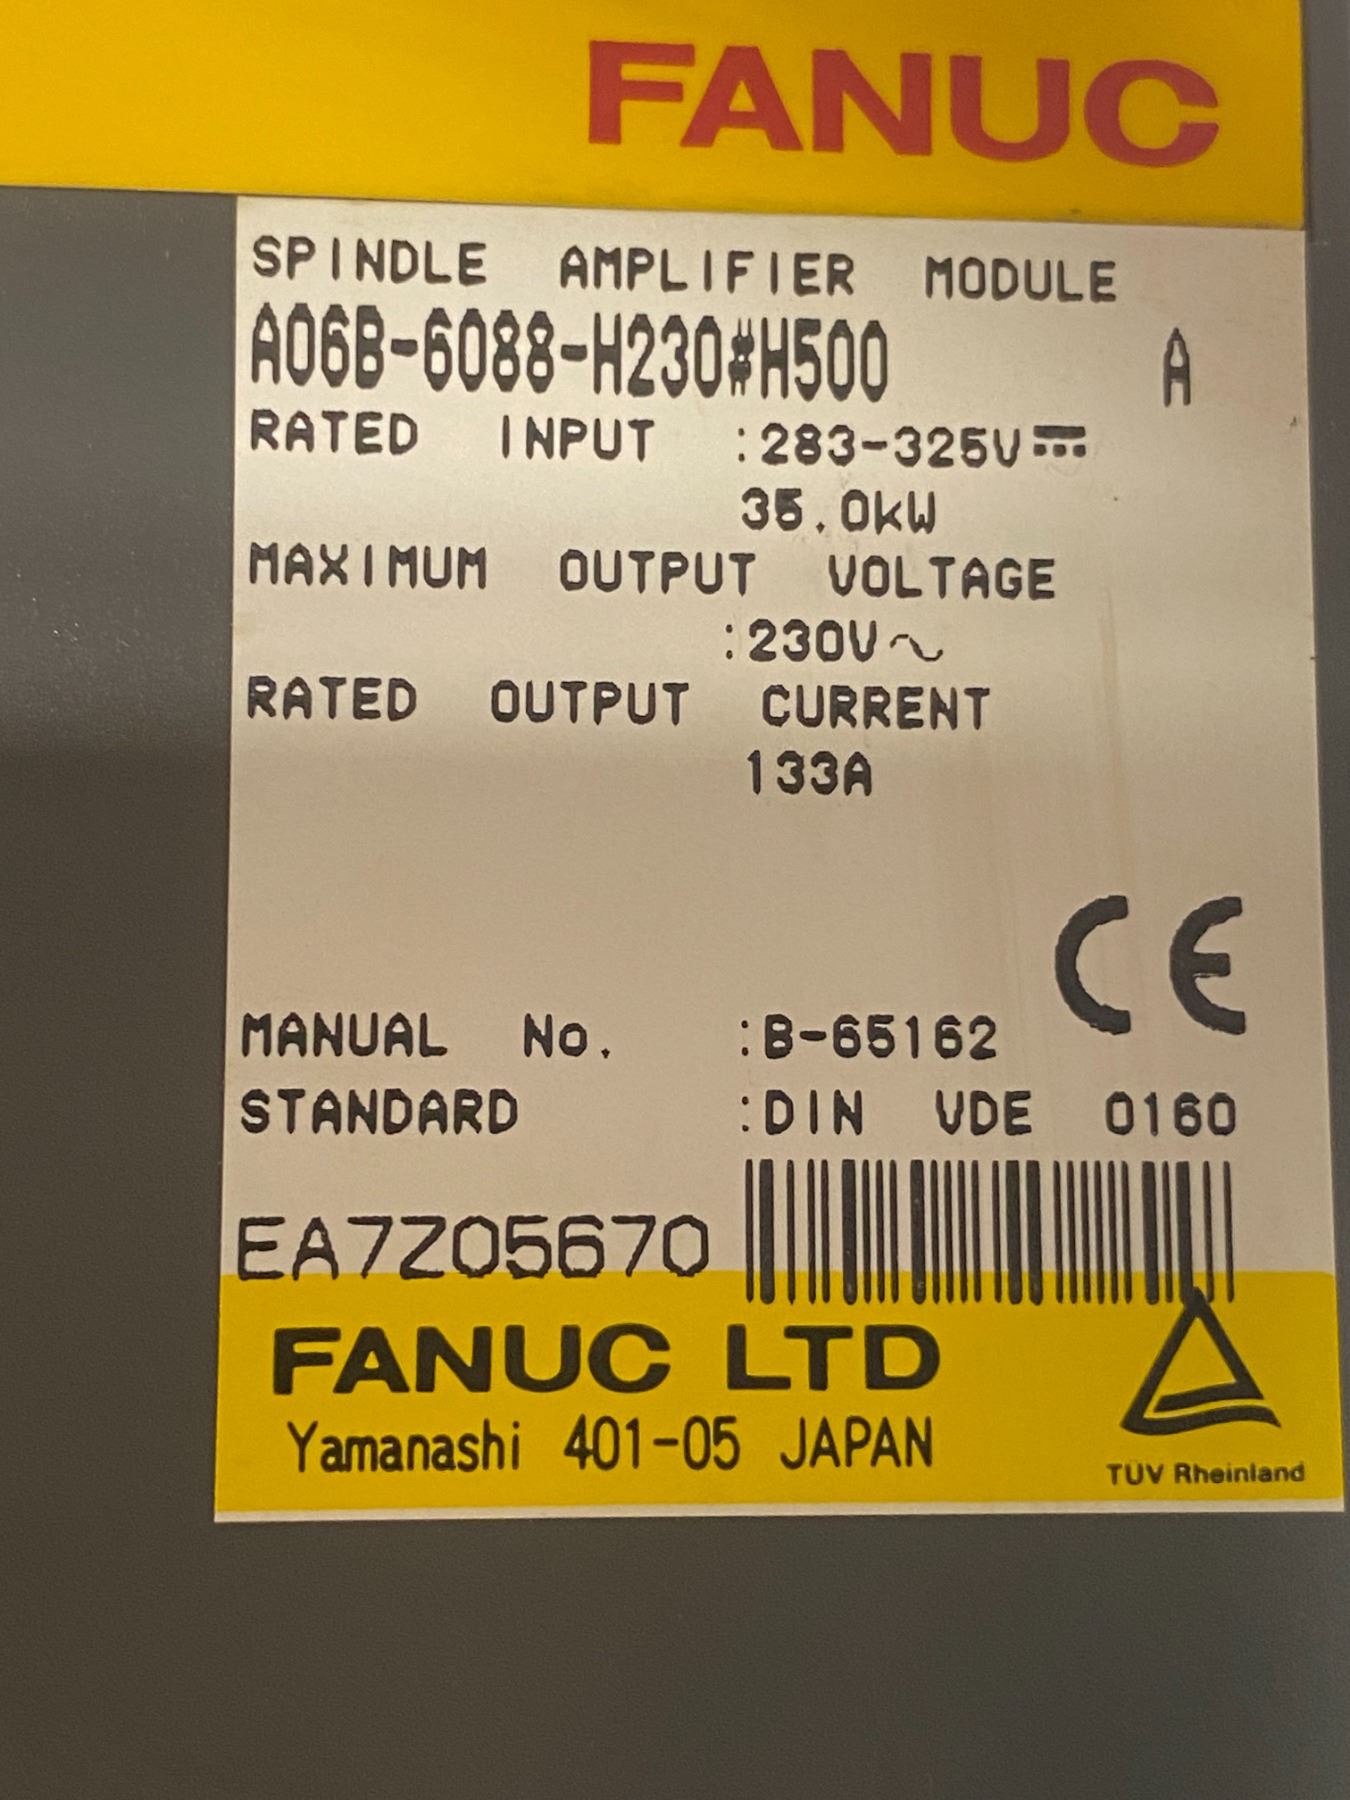 FANUC
SPINDLE AMPLIFIER MODULE
A06B-6088-H230#H500 A
RATED INPUT :283-325V⎓
35.0kW
MAXIMUM OUTPUT VOLTAGE
:230V~
RATED OUTPUT CURRENT
133A
CE
MANUAL No. :B-65162
STANDARD :DIN VDE 0160
EA7Z05670
FANUC LTD
Yamanashi 401-05 JAPAN
TÜV Rheinland